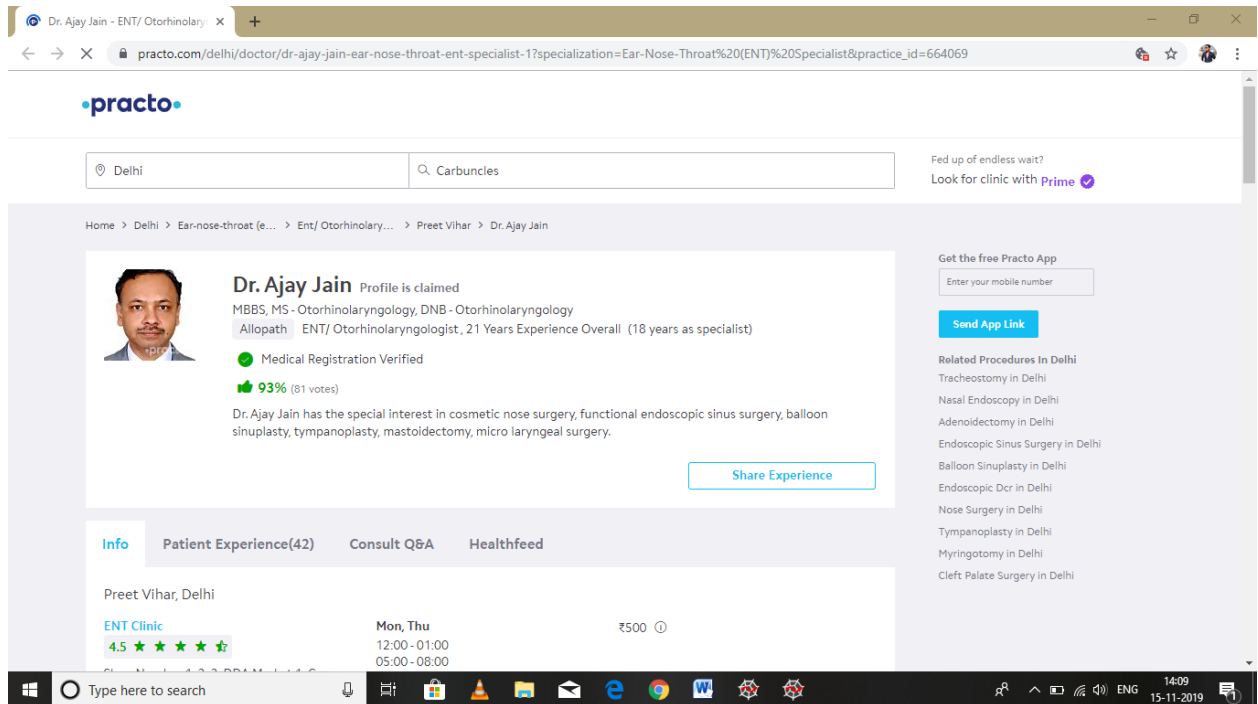 Dr. Ajay Jain - ENT/ Otorhinolary
practo.com/delhi/doctor/dr-ajay-jain-ear-nose-throat-ent-specialist-1?specialization=Ear-Nose-Throat%20(ENT)%20Specialist&practice_id=664069
practo
Delhi
Carbuncles
Fed up of endless wait?
Look for clinic with Prime
Home > Delhi > Ear-nose-throat (e... > Ent/ Otorhinolary... > Preet Vihar > Dr. Ajay Jain
Dr. Ajay Jain Profile is claimed
MBBS, MS - Otorhinolaryngology, DNB - Otorhinolaryngology
Allopath ENT/ Otorhinolaryngologist , 21 Years Experience Overall (18 years as specialist)
Medical Registration Verified
93% (81 votes)
Dr. Ajay Jain has the special interest in cosmetic nose surgery, functional endoscopic sinus surgery, balloon
sinuplasty, tympanoplasty, mastoidectomy, micro laryngeal surgery.
Share Experience
Get the free Practo App
Enter your mobile number
Send App Link
Related Procedures In Delhi
Tracheostomy in Delhi
Nasal Endoscopy in Delhi
Adenoidectomy in Delhi
Endoscopic Sinus Surgery in Delhi
Balloon Sinuplasty in Delhi
Endoscopic Dcr in Delhi
Nose Surgery in Delhi
Tympanoplasty in Delhi
Myringotomy in Delhi
Cleft Palate Surgery in Delhi
Info Patient Experience(42) Consult Q&A Healthfeed
Preet Vihar, Delhi
ENT Clinic
4.5
Mon, Thu
12:00 - 01:00
05:00 - 08:00
₹500
Type here to search
ENG
14:09
15-11-2019